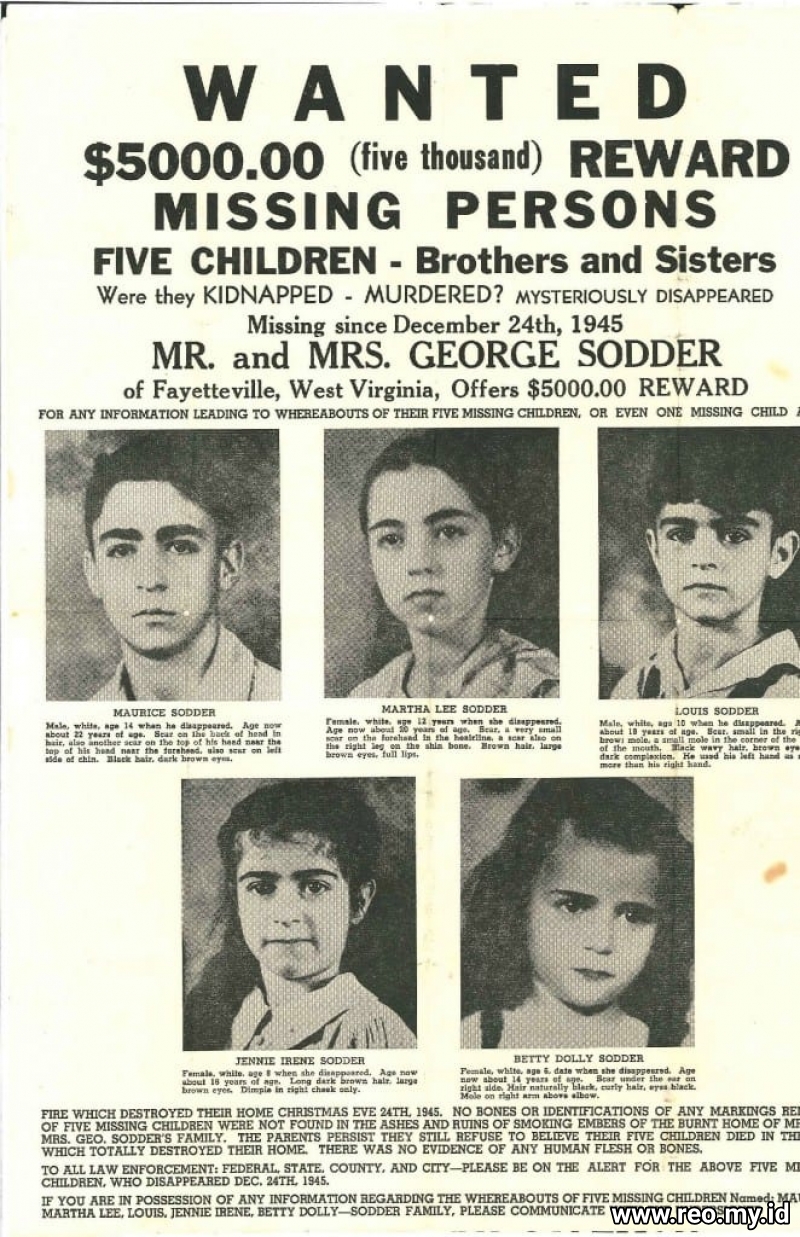 WANTED
$5000.00 (five thousand) REWARD
MISSING PERSONS
FIVE CHILDREN - Brothers and Sisters
Were they KIDNAPPED - MURDERED? MYSTERIOUSLY DISAPPEARED
Missing since December 24th, 1945
MR. and MRS. GEORGE SODDER
of Fayetteville, West Virginia, Offers $5000.00 REWARD
FOR ANY INFORMATION LEADING TO WHEREABOUTS OF THEIR FIVE MISSING CHILDREN, OR EVEN ONE MISSING CHILD
MAURICE SODDER
Male, white, age 14 when he disappeared. Age now
about 22 years of age. Scar on the back of head in
hair, also another scar on the top of his head near the
top of his head near the forehead, also scar on left
side of chin. Black hair, dark brown eyes.
MARTHA LEE SODDER
Female, white, age 12 years when she disappeared.
Age now about 20 years of age. Scar, a very small
scar on the forehead in the hearirline, a scar also on
the right leg on the shin bone. Brown hair, large
brown eyes, full lips.
LOUIS SODDER
Male, white, age 10 when he disappeared.
about 18 years of age. Scar, small in the
brow: mole, a small mole in the corner of the
of the mouth. Black wavy hair, brown
dark complexion. He used his left hand as
more than his right hand.
JENNIE IRENE SODDER
Female, white, age 8 when she disappeared. Age now
about 16 years of age. Long dark brown hair, large
brown eyes. Dimple in right cheek only.
BETTY DOLLY SODDER
Female, white, age 6, date when she disappeared. Age
now about 14 years of age. Scar under the ear on
right side. Hair naturally black, curly hair, eyes black.
Mole on right arm above elbow.
FIRE WHICH DESTROYED THEIR HOME CHRISTMAS EVE 24TH, 1945. NO BONES OR IDENTIFICATIONS OF ANY MARKINGS
OF FIVE MISSING CHILDREN WERE NOT FOUND IN THE ASHES AND RUINS OF SMOKING EMBERS OF THE BURNT HOME OF
MRS. GEO. SODDER'S FAMILY. THE PARENTS PERSIST THEY STILL REFUSE TO BELIEVE THEIR FIVE CHILDREN DIED IN
WHICH TOTALLY DESTROYED THEIR HOME. THERE WAS NO EVIDENCE OF ANY HUMAN FLESH OR BONES.
TO ALL LAW ENFORCEMENT: FEDERAL, STATE, COUNTY, AND CITY—PLEASE BE ON THE ALERT FOR THE ABOVE FIVE
CHILDREN, WHO DISAPPEARED DEC. 24TH, 1945.
IF YOU ARE IN POSSESSION OF ANY INFORMATION REGARDING THE WHEREABOUTS OF FIVE MISSING CHILDREN Named:
MARTHA LEE, LOUIS, JENNIE IRENE, BETTY DOLLY—SODDER FAMILY, PLEASE COMMUNICATE
www.reo.my.id